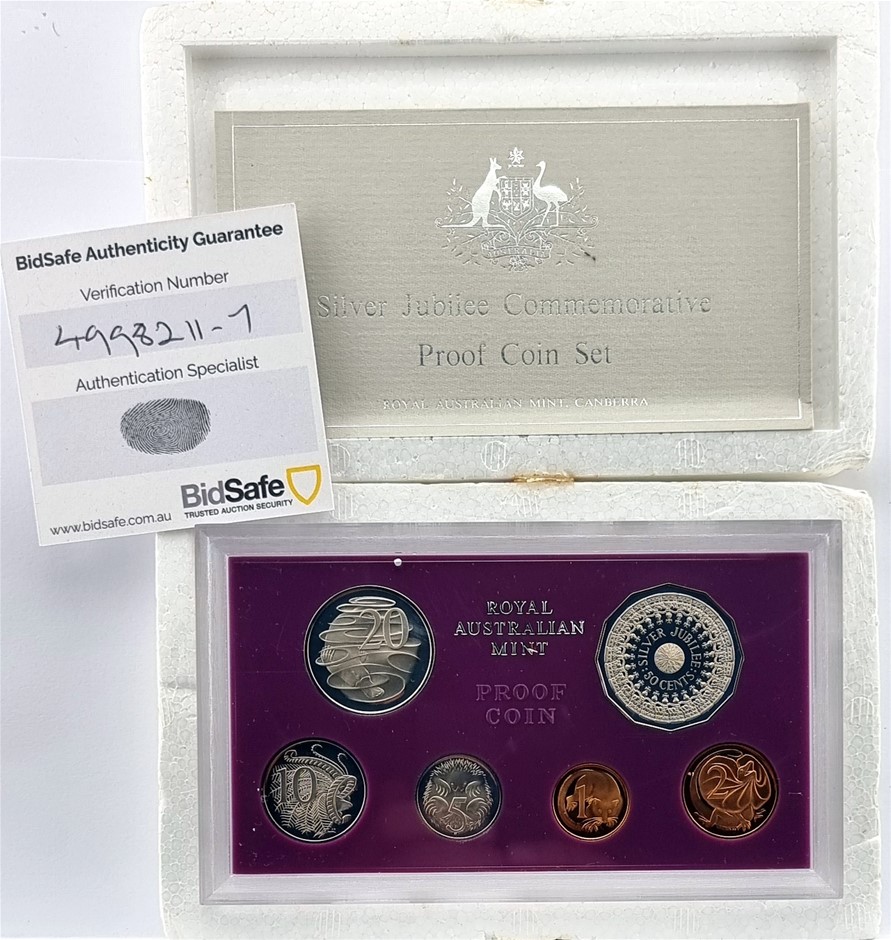 Silver Jubilee Commemorative
Proof Coin Set
ROYAL AUSTRALIAN MINT, CANBERRA
BidSafe Authenticity Guarantee
Verification Number
4998211-7
Authentication Specialist
BidSafe
TRUSTED AUCTION SECURITY
www.bidsafe.com.au
ROYAL
AUSTRALIAN
MINT
PROOF
COIN
20
SILVER JUBILEE
50 CENTS
10
5
1
2